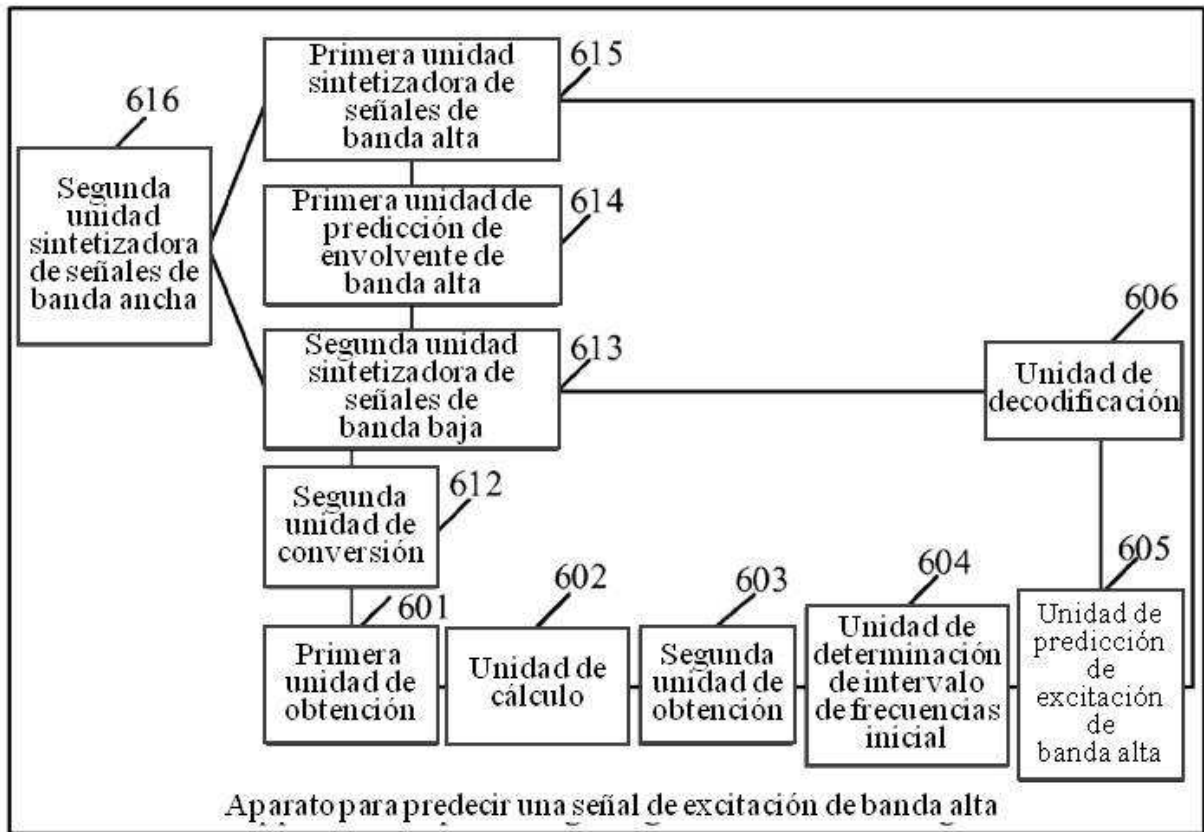 616
Segunda
unidad
sintetizadora
de señales de
banda ancha
Primera unidad
sintetizadora de
señales de
banda alta
615
Primera unidad de
predicción de
envolvente de
banda alta
614
Segunda unidad
sintetizadora de
señales de
banda baja
613
606
Unidad de
decodificación
Segunda
unidad de
conversión
612
601
Primera
unidad de
obtención
602
Unidad de
cálculo
603
Segunda
unidad de
obtención
604
Unidad de
determinación
de intervalo
de frecuencias
inicial
605
Unidad de
predicción
de
excitación
de
banda alta
Aparato para predecir una señal de excitación de banda alta